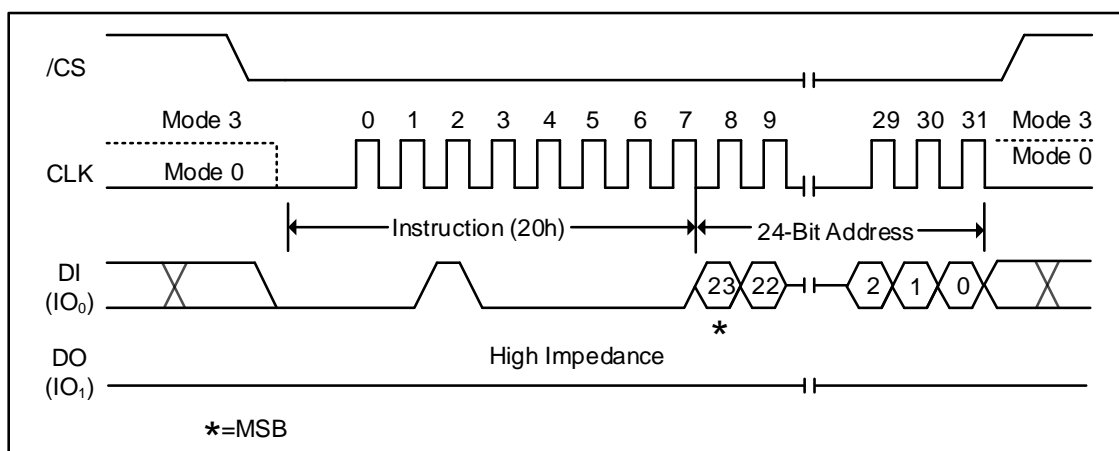 /CS
Mode 3
0 1 2 3 4 5 6 7 8 9 29 30 31
Mode 3
CLK
Mode 0
Mode 0
Instruction (20h)
24-Bit Address
DI
(IO₀)
23 22 2 1 0
*
DO
(IO₁)
High Impedance
*=MSB